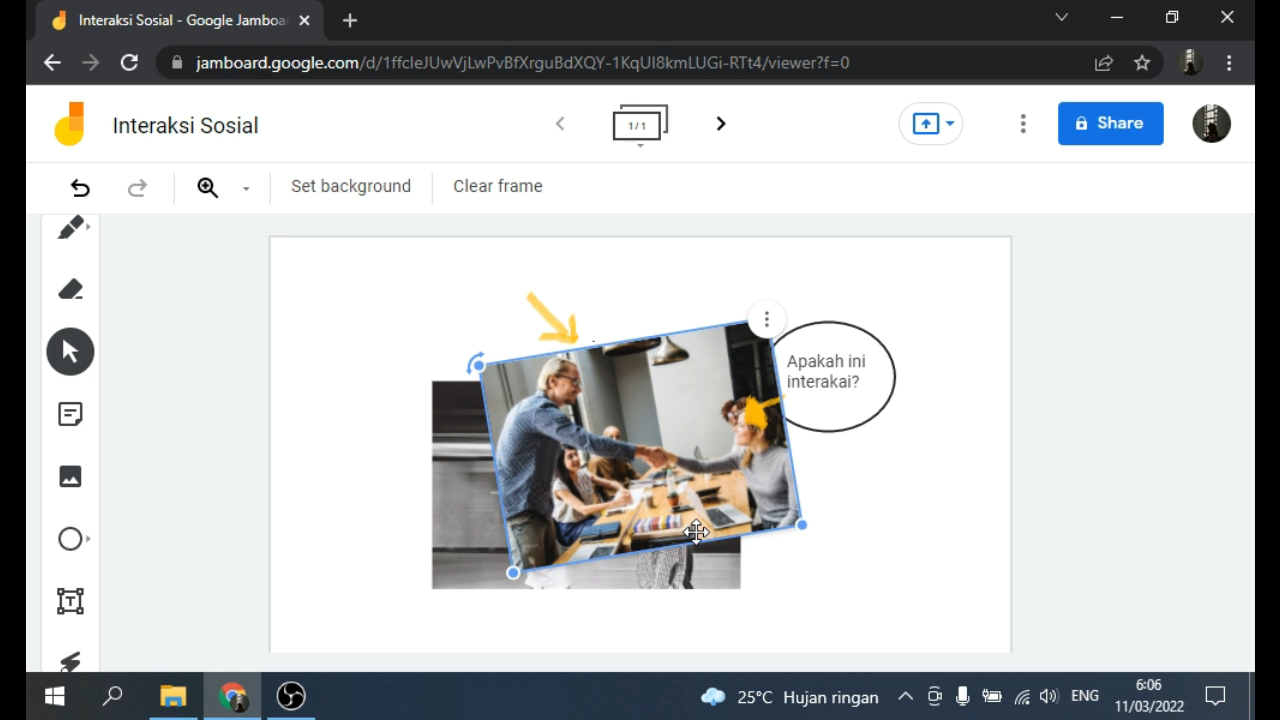 Interaksi Sosial - Google Jamboa
jamboard.google.com/d/1ffcleJUwVjLwPvBfXrguBdXQY-1KqUI8kmLUGi-RTt4/viewer?f=0
Interaksi Sosial
1/1
Share
Set background
Clear frame
Apakah ini
interakai?
25°C Hujan ringan
ENG
6:06
11/03/2022